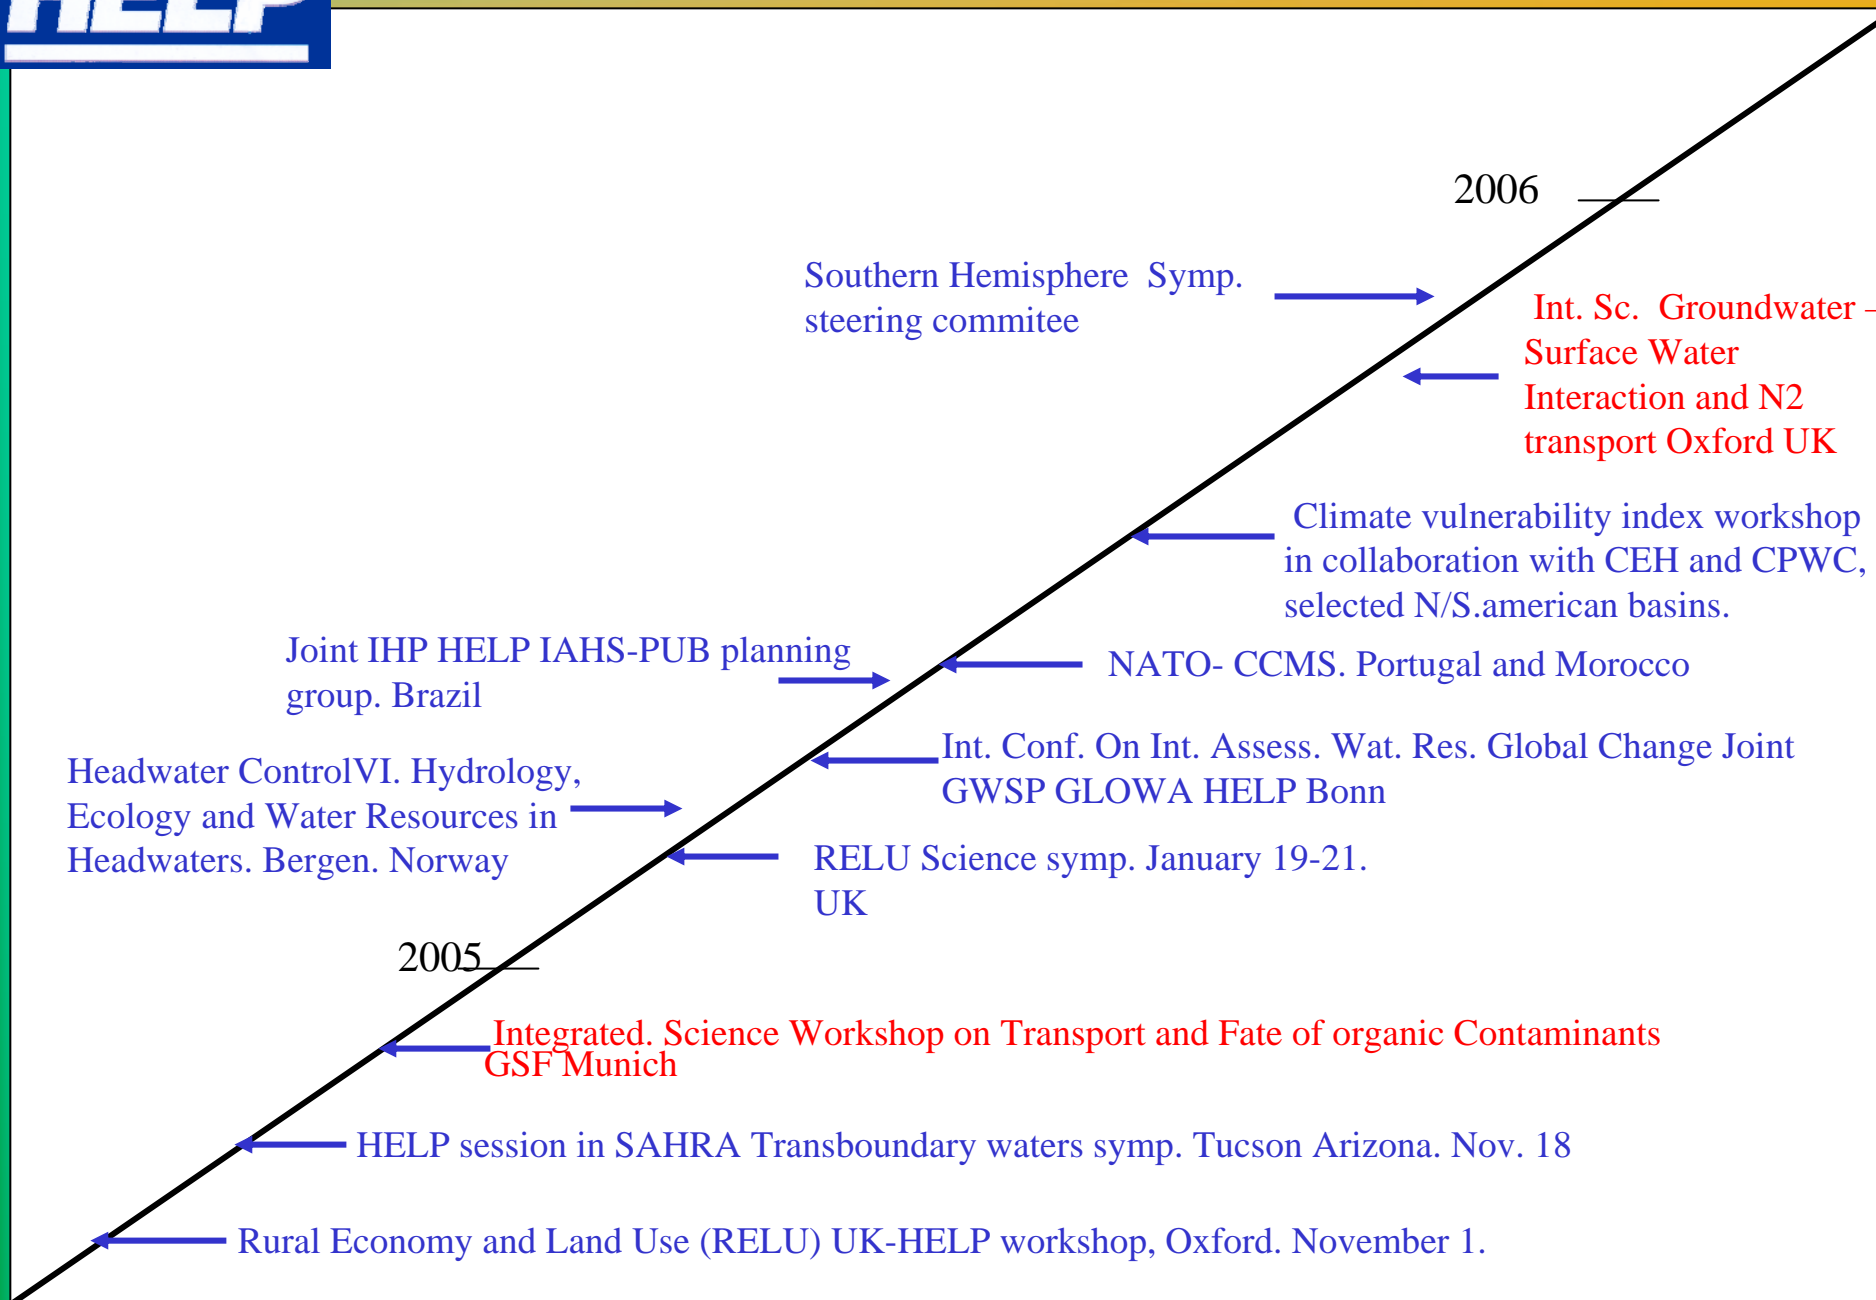 HELP
2006
Southern Hemisphere Symp.
steering commitee
Int. Sc. Groundwater –
Surface Water
Interaction and N2
transport Oxford UK
Climate vulnerability index workshop
in collaboration with CEH and CPWC,
selected N/S.american basins.
Joint IHP HELP IAHS-PUB planning
group. Brazil
NATO- CCMS. Portugal and Morocco
Int. Conf. On Int. Assess. Wat. Res. Global Change Joint
GWSP GLOWA HELP Bonn
Headwater ControlVI. Hydrology,
Ecology and Water Resources in
Headwaters. Bergen. Norway
RELU Science symp. January 19-21.
UK
2005
Integrated. Science Workshop on Transport and Fate of organic Contaminants
GSF Munich
HELP session in SAHRA Transboundary waters symp. Tucson Arizona. Nov. 18
Rural Economy and Land Use (RELU) UK-HELP workshop, Oxford. November 1.